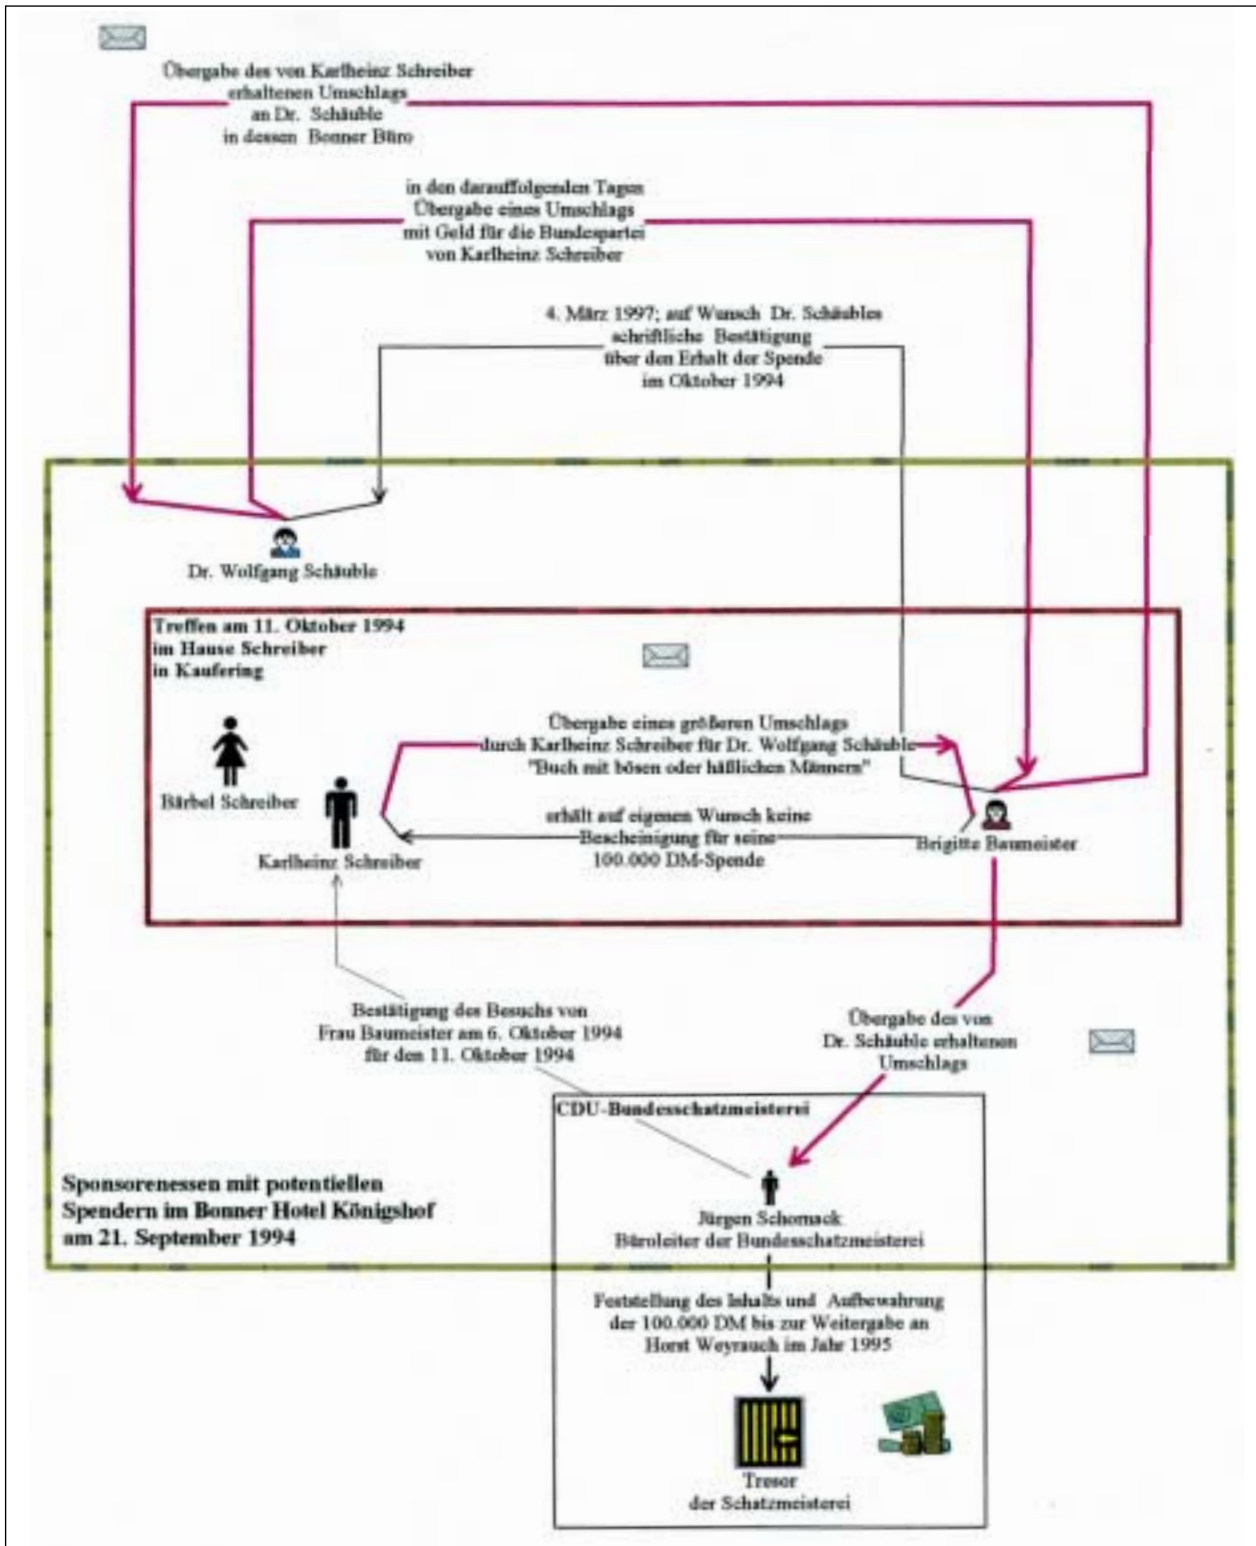 Übergabe des von Karlheinz Schreiber
erhaltenen Umschlags
an Dr. Schäuble
in dessen Bonner Büro
in den darauffolgenden Tagen
Übergabe eines Umschlags
mit Geld für die Bundespartei
von Karlheinz Schreiber
4. März 1997; auf Wunsch Dr. Schäubles
schriftliche Bestätigung
über den Erhalt der Spende
im Oktober 1994
Dr. Wolfgang Schäuble
Treffen am 11. Oktober 1994
im Hause Schreiber
in Kaufering
Übergabe eines größeren Umschlags
durch Karlheinz Schreiber für Dr. Wolfgang Schäuble
"Buch mit bösen oder häßlichen Männern"
Bärbel Schreiber
Karlheinz Schreiber
erhält auf eigenen Wunsch keine
Bescheinigung für seine
100.000 DM-Spende
Brigitte Baumeister
Bestätigung des Besuchs von
Frau Baumeister am 6. Oktober 1994
für den 11. Oktober 1994
Übergabe des von
Dr. Schäuble erhaltenen
Umschlags
CDU-Bundesschatzmeisterei
Sponsorenessen mit potentiellen
Spendern im Bonner Hotel Königshof
am 21. September 1994
Jürgen Schornack
Büroleiter der Bundesschatzmeisterei
Feststellung des Inhalts und Aufbewahrung
der 100.000 DM bis zur Weitergabe an
Horst Weyrauch im Jahr 1995
Tresor
der Schatzmeisterei